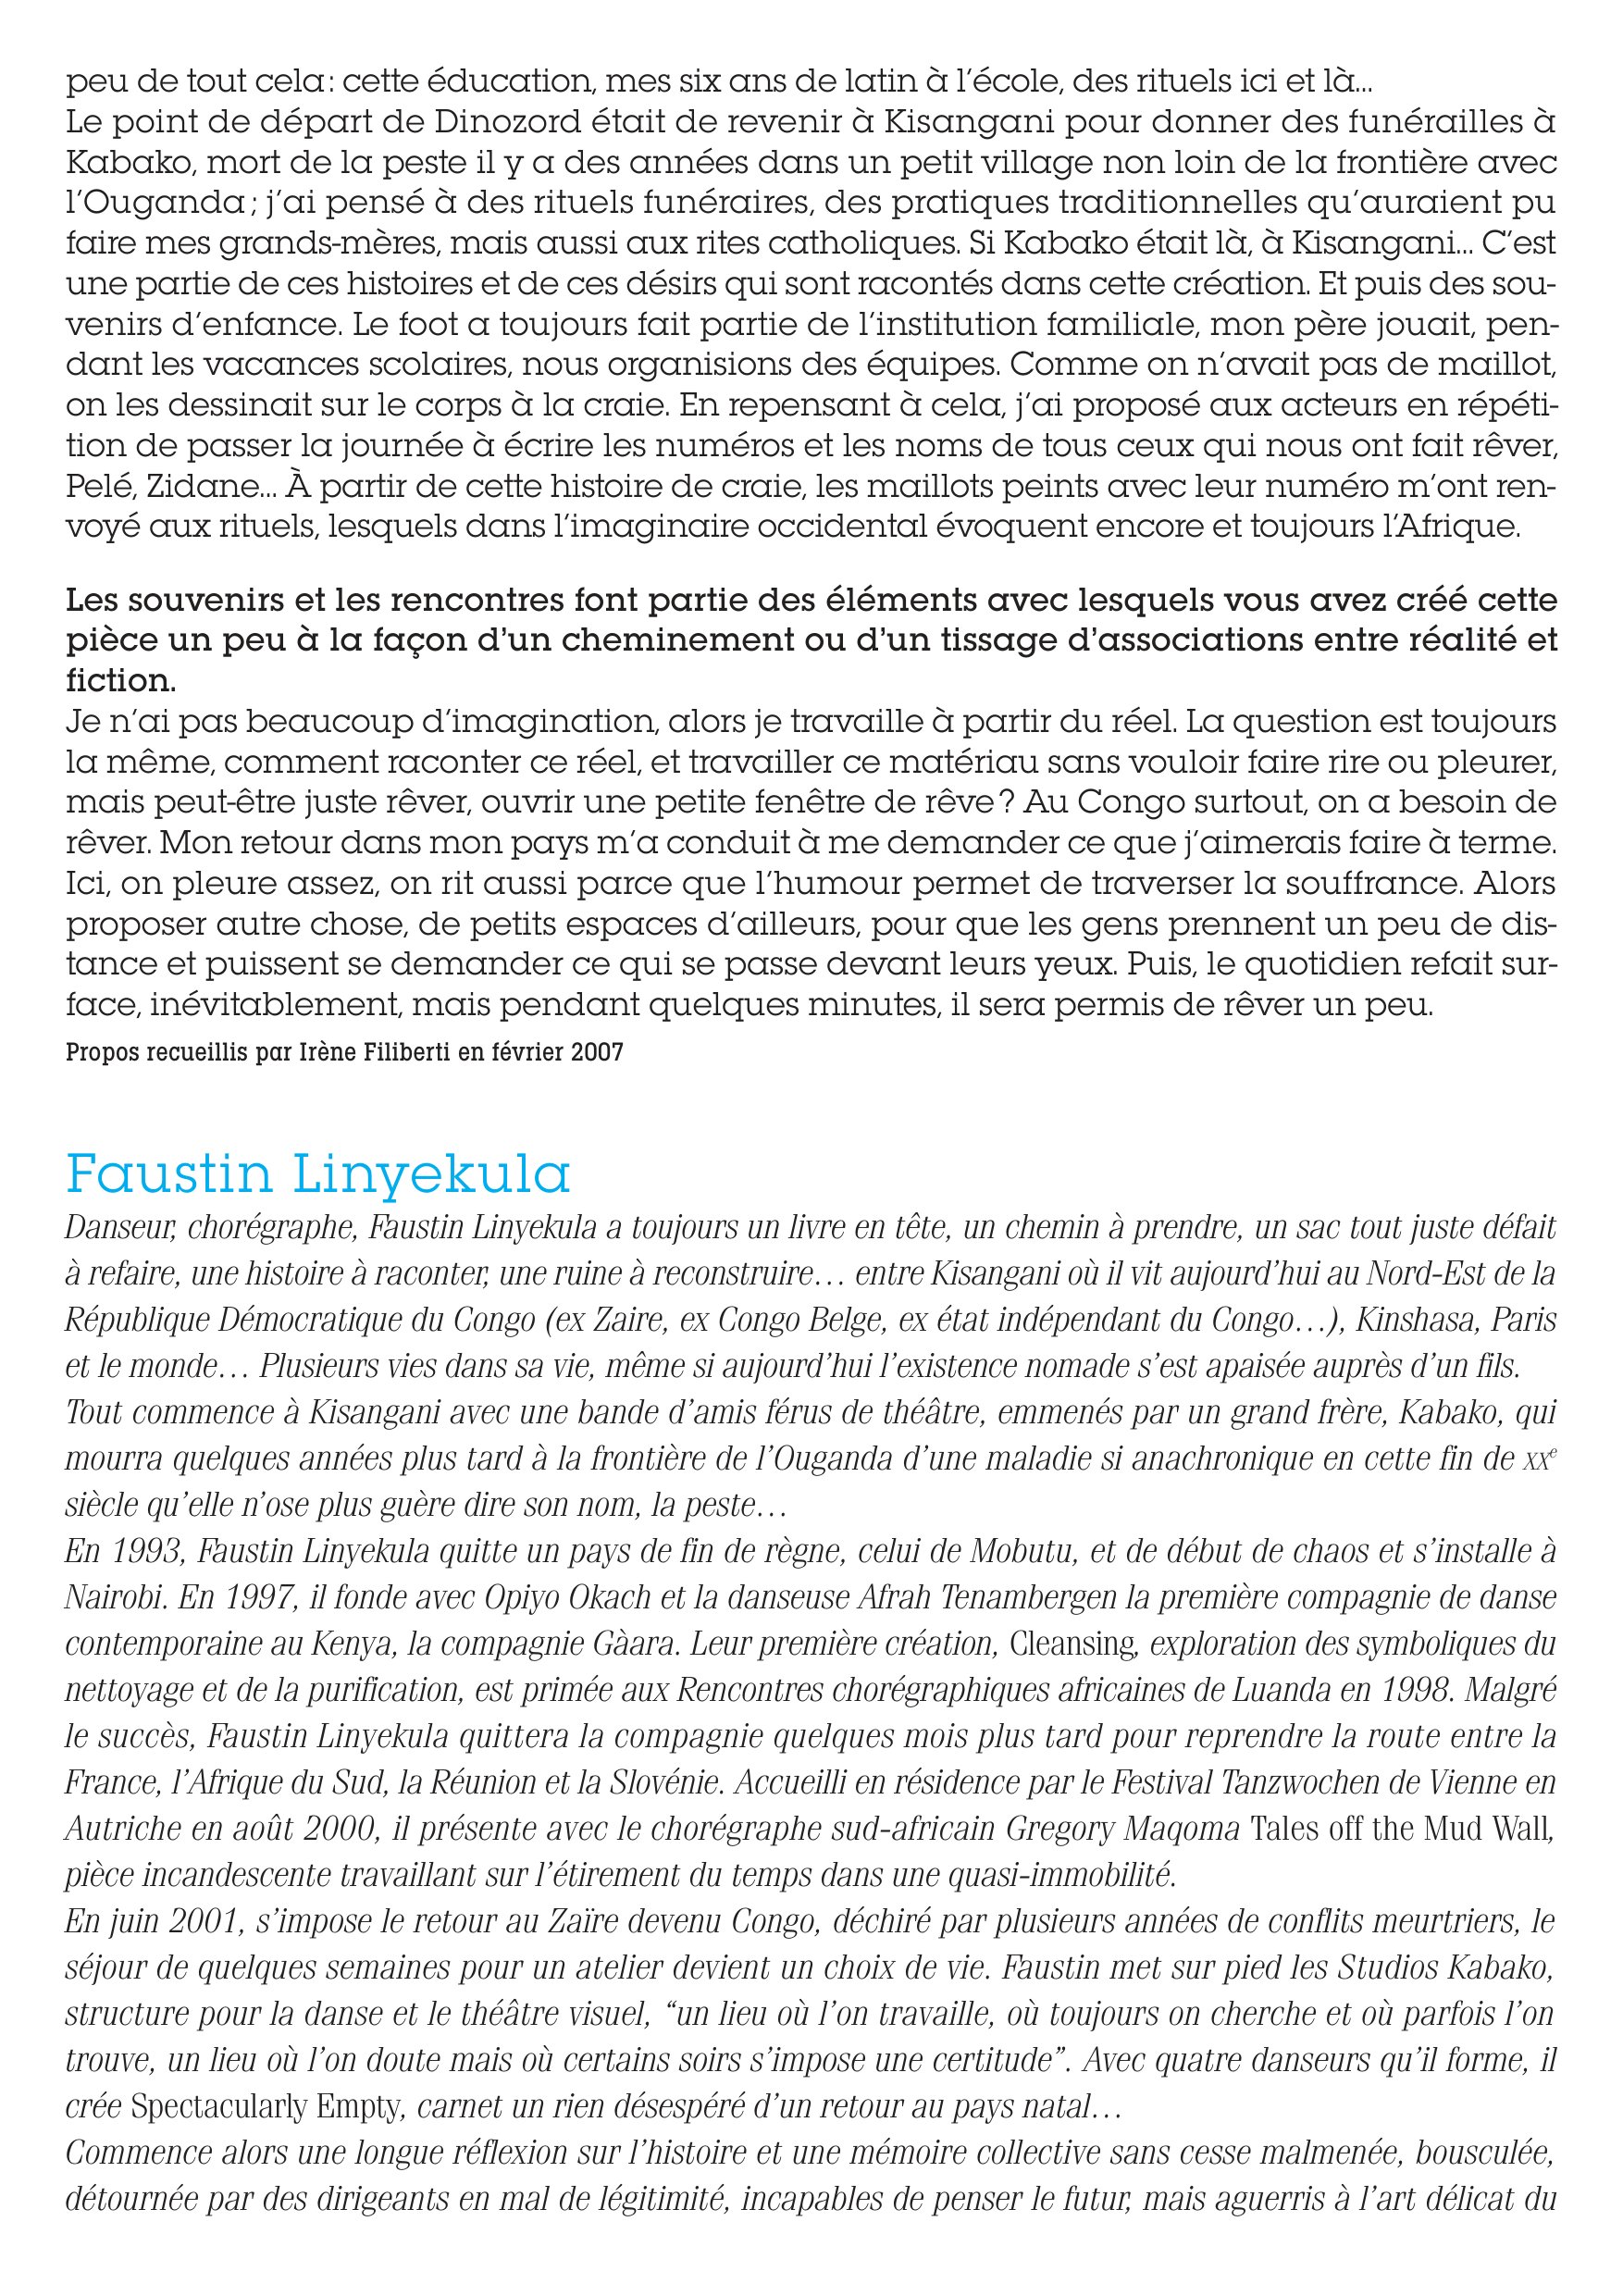 peu de tout cela : cette éducation, mes six ans de latin à l’école, des rituels ici et là...
Le point de départ de Dinozord était de revenir à Kisangani pour donner des funérailles à
Kabako, mort de la peste il y a des années dans un petit village non loin de la frontière avec
l’Ouganda ; j’ai pensé à des rituels funéraires, des pratiques traditionnelles qu’auraient pu
faire mes grands-mères, mais aussi aux rites catholiques. Si Kabako était là, à Kisangani... C’est
une partie de ces histoires et de ces désirs qui sont racontés dans cette création. Et puis des sou-
venirs d’enfance. Le foot a toujours fait partie de l’institution familiale, mon père jouait, pen-
dant les vacances scolaires, nous organisions des équipes. Comme on n’avait pas de maillot,
on les dessinait sur le corps à la craie. En repensant à cela, j’ai proposé aux acteurs en répéti-
tion de passer la journée à écrire les numéros et les noms de tous ceux qui nous ont fait rêver,
Pelé, Zidane... À partir de cette histoire de craie, les maillots peints avec leur numéro m’ont ren-
voyé aux rituels, lesquels dans l’imaginaire occidental évoquent encore et toujours l’Afrique.
Les souvenirs et les rencontres font partie des éléments avec lesquels vous avez créé cette
pièce un peu à la façon d’un cheminement ou d’un tissage d’associations entre réalité et
fiction.
Je n’ai pas beaucoup d’imagination, alors je travaille à partir du réel. La question est toujours
la même, comment raconter ce réel, et travailler ce matériau sans vouloir faire rire ou pleurer,
mais peut-être juste rêver, ouvrir une petite fenêtre de rêve ? Au Congo surtout, on a besoin de
rêver. Mon retour dans mon pays m’a conduit à me demander ce que j’aimerais faire à terme.
Ici, on pleure assez, on rit aussi parce que l’humour permet de traverser la souffrance. Alors
proposer autre chose, de petits espaces d’ailleurs, pour que les gens prennent un peu de dis-
tance et puissent se demander ce qui se passe devant leurs yeux. Puis, le quotidien refait sur-
face, inévitablement, mais pendant quelques minutes, il sera permis de rêver un peu.
Propos recueillis par Irène Filiberti en février 2007
Faustin Linyekula
Danseur, chorégraphe, Faustin Linyekula a toujours un livre en tête, un chemin à prendre, un sac tout juste défait
à refaire, une histoire à raconter, une ruine à reconstruire… entre Kisangani où il vit aujourd’hui au Nord-Est de la
République Démocratique du Congo (ex Zaire, ex Congo Belge, ex état indépendant du Congo…), Kinshasa, Paris
et le monde… Plusieurs vies dans sa vie, même si aujourd’hui l’existence nomade s’est apaisée auprès d’un fils.
Tout commence à Kisangani avec une bande d’amis férus de théâtre, emmenés par un grand frère, Kabako, qui
mourra quelques années plus tard à la frontière de l’Ouganda d’une maladie si anachronique en cette fin de XXe
siècle qu’elle n’ose plus guère dire son nom, la peste…
En 1993, Faustin Linyekula quitte un pays de fin de règne, celui de Mobutu, et de début de chaos et s’installe à
Nairobi. En 1997, il fonde avec Opiyo Okach et la danseuse Afrah Tenambergen la première compagnie de danse
contemporaine au Kenya, la compagnie Gàara. Leur première création, Cleansing, exploration des symboliques du
nettoyage et de la purification, est primée aux Rencontres chorégraphiques africaines de Luanda en 1998. Malgré
le succès, Faustin Linyekula quittera la compagnie quelques mois plus tard pour reprendre la route entre la
France, l’Afrique du Sud, la Réunion et la Slovénie. Accueilli en résidence par le Festival Tanzwochen de Vienne en
Autriche en août 2000, il présente avec le chorégraphe sud-africain Gregory Maqoma Tales off the Mud Wall,
pièce incandescente travaillant sur l’étirement du temps dans une quasi-immobilité.
En juin 2001, s’impose le retour au Zaïre devenu Congo, déchiré par plusieurs années de conflits meurtriers, le
séjour de quelques semaines pour un atelier devient un choix de vie. Faustin met sur pied les Studios Kabako,
structure pour la danse et le théâtre visuel, “un lieu où l’on travaille, où toujours on cherche et où parfois l’on
trouve, un lieu où l’on doute mais où certains soirs s’impose une certitude”. Avec quatre danseurs qu’il forme, il
crée Spectacularly Empty, carnet un rien désespéré d’un retour au pays natal…
Commence alors une longue réflexion sur l’histoire et une mémoire collective sans cesse malmenée, bousculée,
détournée par des dirigeants en mal de légitimité, incapables de penser le futur, mais aguerris à l’art délicat du